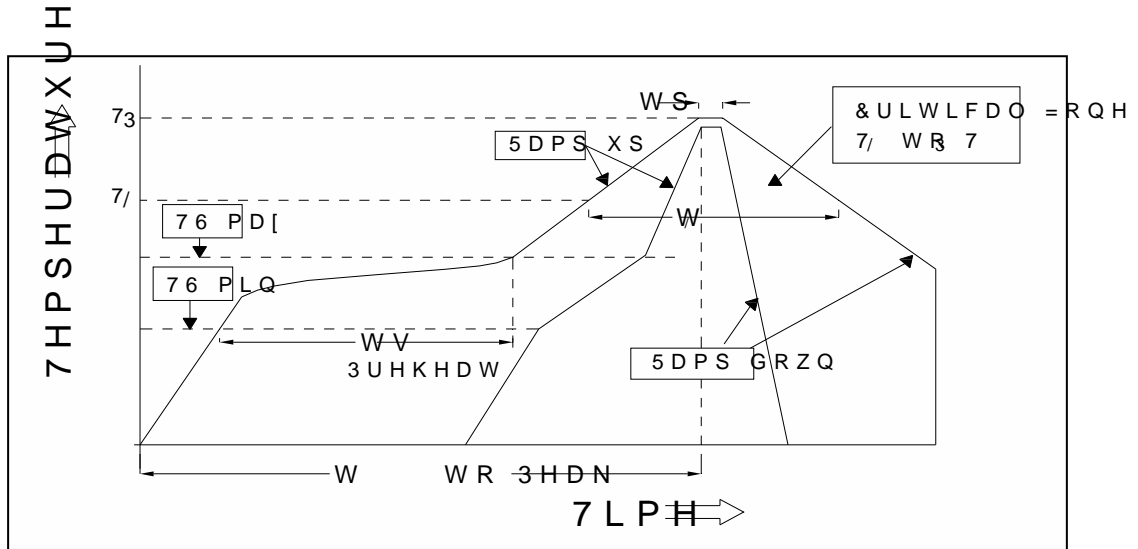 7HPSHUDWXUH
WS
&ULWLFDO =RQH
7/ WR 73
73
5DPS XS
7/
W/
76 PD[
76 PLQ
WV
3UHKHDW
5DPS GRZQ
W WR 3HDN
7LPH